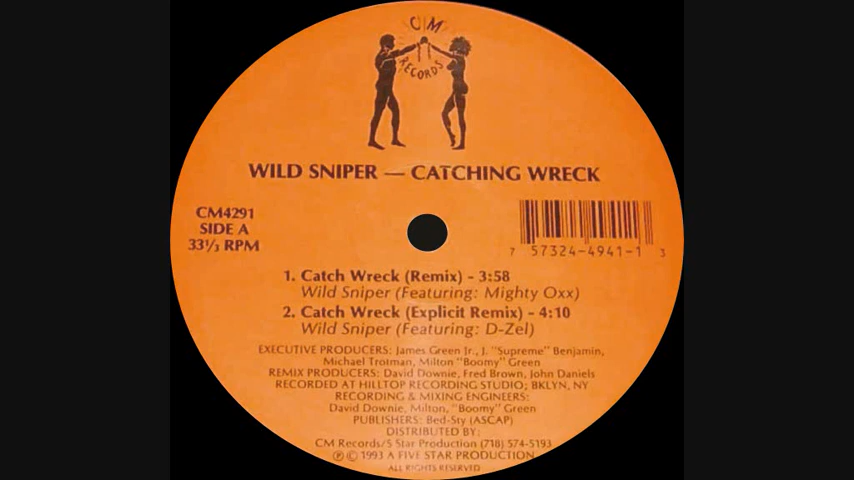 CM
RECORDS
WILD SNIPER — CATCHING WRECK
CM4291
SIDE A
33⅓ RPM
7 57324-4941-1 3
1. Catch Wreck (Remix) - 3:58
Wild Sniper (Featuring: Mighty Oxx)
2. Catch Wreck (Explicit Remix) - 4:10
Wild Sniper (Featuring: D-Zel)
EXECUTIVE PRODUCERS: James Green Jr., J. "Supreme" Benjamin,
Michael Trotman, Milton "Boomy" Green
REMIX PRODUCERS: David Downie, Fred Brown, John Daniels
RECORDED AT HILLTOP RECORDING STUDIO; BKLYN, NY
RECORDING & MIXING ENGINEERS:
David Downie, Milton, "Boomy" Green
PUBLISHERS: Bed-Sty (ASCAP)
DISTRIBUTED BY:
CM Records/5 Star Production (718) 574-5193
℗ © 1993 A FIVE STAR PRODUCTION
ALL RIGHTS RESERVED